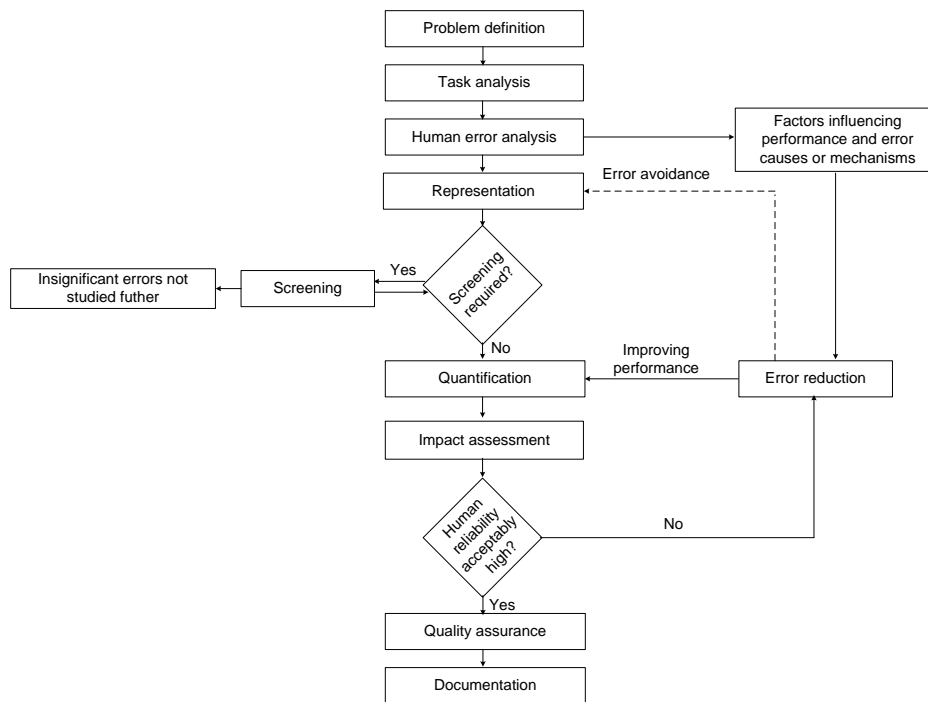 Problem definition
Task analysis
Human error analysis
Factors influencing
performance and error
causes or mechanisms
Error avoidance
Representation
Yes
Screening
required?
Insignificant errors not
studied futher
Screening
No
Improving
performance
Quantification
Error reduction
Impact assessment
Human
reliability
acceptably
high?
No
Yes
Quality assurance
Documentation